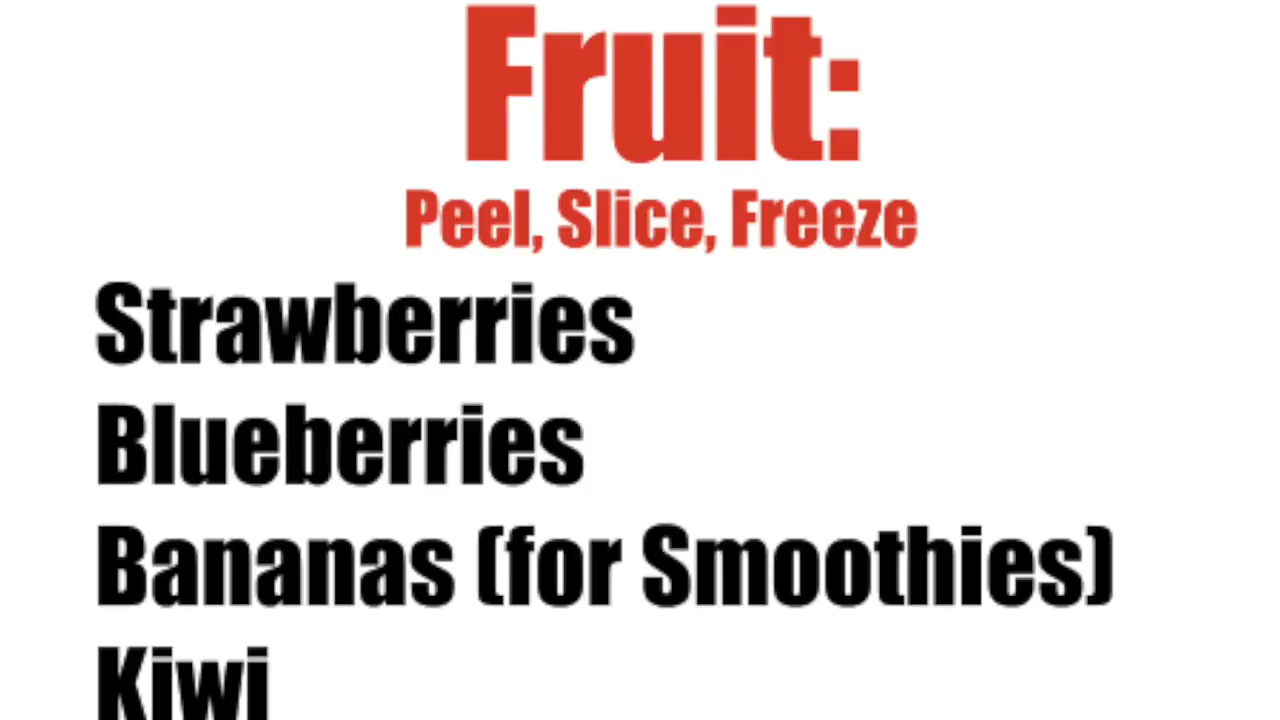 Fruit:
Peel, Slice, Freeze
Strawberries
Blueberries
Bananas (for Smoothies)
Kiwi